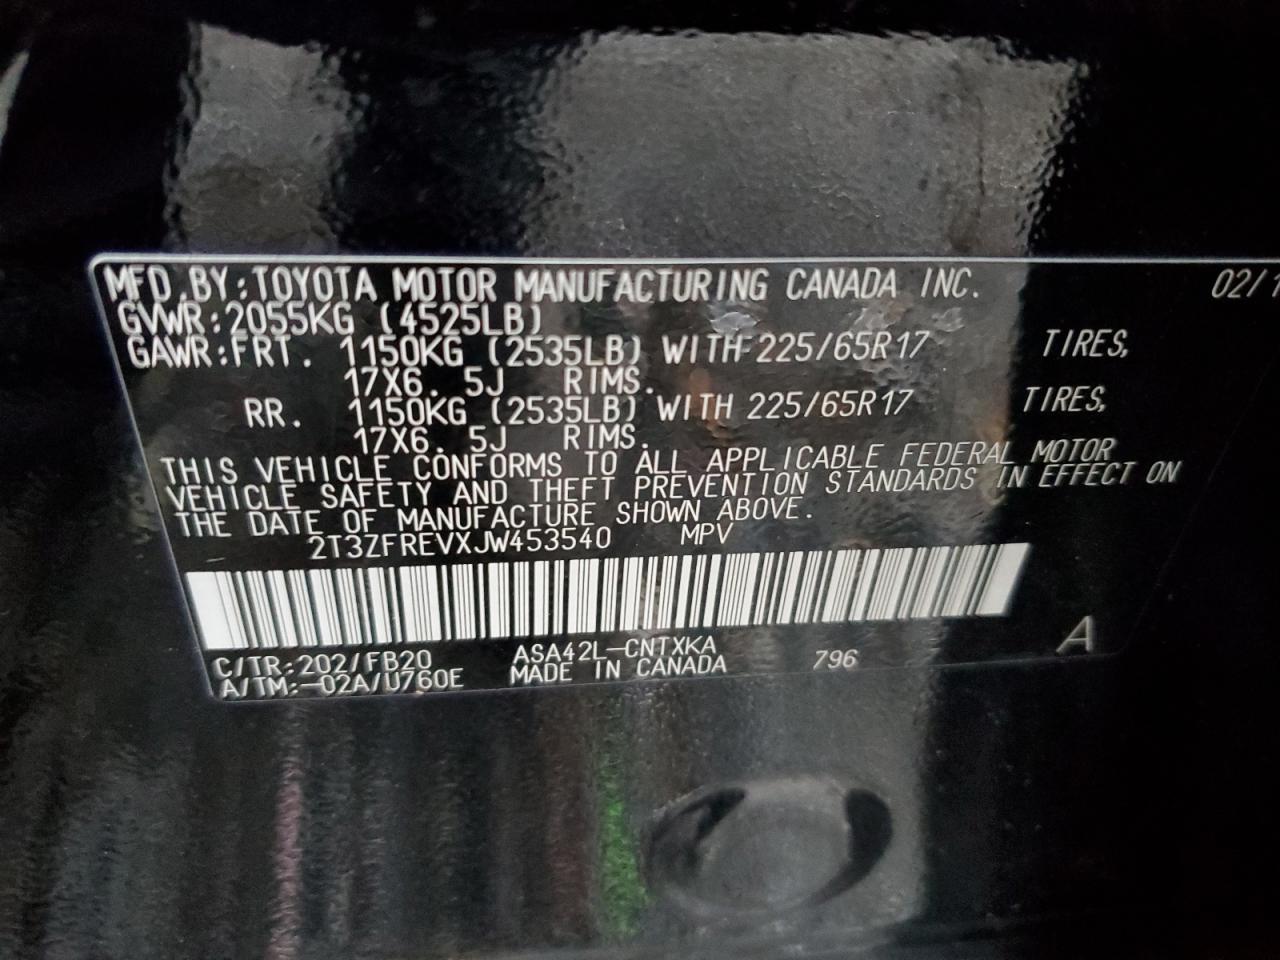 MFD.BY:TOYOTA MOTOR MANUFACTURING CANADA INC. 02/1
GVWR:2055KG (4525LB)
GAWR:FRT. 1150KG (2535LB) WITH 225/65R17 TIRES,
17X6.5J RIMS.
RR. 1150KG (2535LB) WITH 225/65R17 TIRES,
17X6.5J RIMS.
THIS VEHICLE CONFORMS TO ALL APPLICABLE FEDERAL MOTOR
VEHICLE SAFETY AND THEFT PREVENTION STANDARDS IN EFFECT ON
THE DATE OF MANUFACTURE SHOWN ABOVE.
2T3ZFREVXJW453540 MPV
C/TR:202/FB20 ASA42L-CNTXKA 796 A
A/TM:-02A/U760E MADE IN CANADA